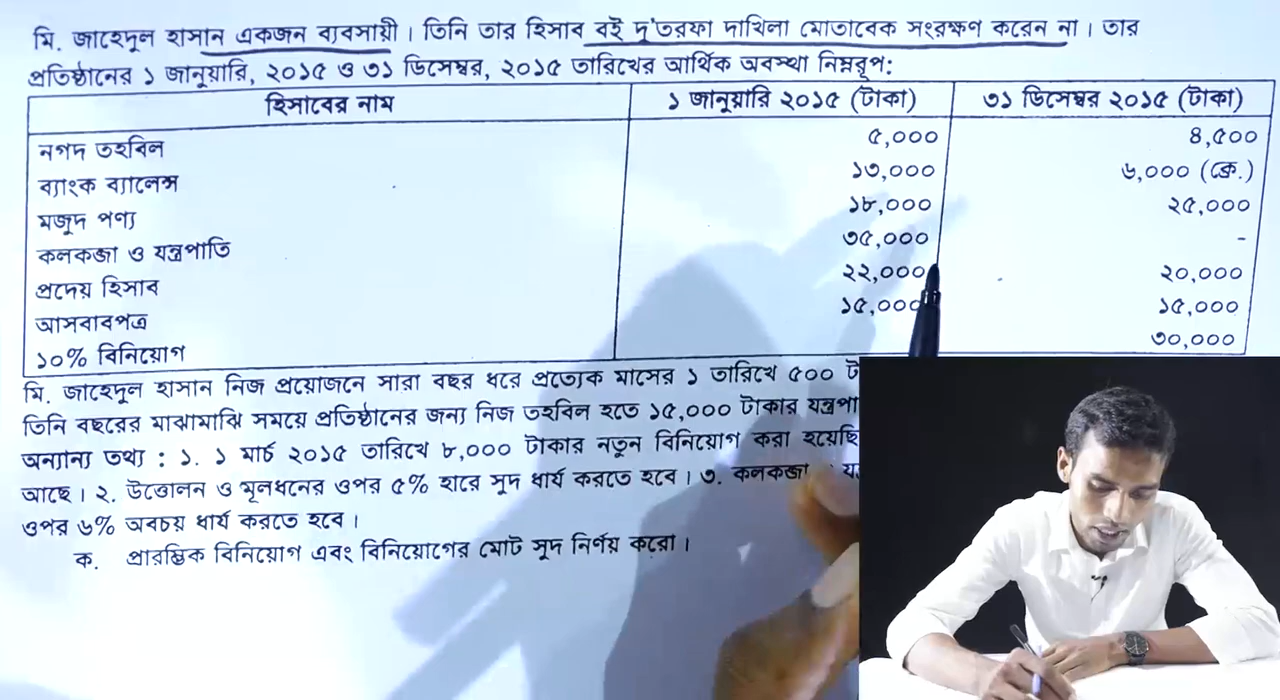 মি. জাহেদুল হাসান একজন ব্যবসায়ী। তিনি তার হিসাব বই দু'তরফা দাখিলা মোতাবেক সংরক্ষণ করেন না। তার
প্রতিষ্ঠানের ১ জানুয়ারি, ২০১৫ ও ৩১ ডিসেম্বর, ২০১৫ তারিখের আর্থিক অবস্থা নিম্নরূপ:
হিসাবের নাম ১ জানুয়ারি ২০১৫ (টাকা) ৩১ ডিসেম্বর ২০১৫ (টাকা)
নগদ তহবিল ৫,০০০ ৪,৫০০
ব্যাংক ব্যালেন্স ১৩,০০০ ৬,০০০ (ক্রে.)
মজুদ পণ্য ১৮,০০০ ২৫,০০০
কলকব্জা ও যন্ত্রপাতি ৩৫,০০০ -
প্রদেয় হিসাব ২২,০০০ ২০,০০০
আসবাবপত্র ১৫,০০০ ১৫,০০০
১০% বিনিয়োগ ৩০,০০০
মি. জাহেদুল হাসান নিজ প্রয়োজনে সারা বছর ধরে প্রত্যেক মাসের ১ তারিখে ৫০০ ট
তিনি বছরের মাঝামাঝি সময়ে প্রতিষ্ঠানের জন্য নিজ তহবিল হতে ১৫,০০০ টাকার যন্ত্রপা
অন্যান্য তথ্য : ১. ১ মার্চ ২০১৫ তারিখে ৮,০০০ টাকার নতুন বিনিয়োগ করা হয়েছি
আছে। ২. উত্তোলন ও মূলধনের ওপর ৫% হারে সুদ ধার্য করতে হবে। ৩. কলকব্জা
ওপর ৬% অবচয় ধার্য করতে হবে।
ক. প্রারম্ভিক বিনিয়োগ এবং বিনিয়োগের মোট সুদ নির্ণয় করো।